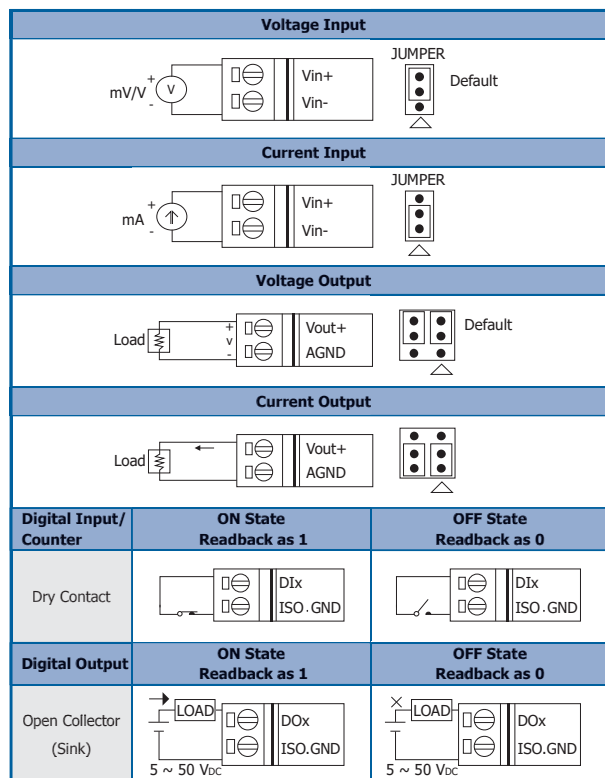 Voltage Input
JUMPER
Default
mV/V
+
-
V
Vin+
Vin-
Current Input
JUMPER
mA
+
-
Vin+
Vin-
Voltage Output
Load
+
v
-
Vout+
AGND
Default
Current Output
Load
Vout+
AGND
Digital Input/
Counter
ON State
Readback as 1
OFF State
Readback as 0
Dry Contact
DIx
ISO.GND
DIx
ISO.GND
Digital Output
ON State
Readback as 1
OFF State
Readback as 0
Open Collector
(Sink)
LOAD
DOx
ISO.GND
5 ~ 50 VDC
LOAD
DOx
ISO.GND
5 ~ 50 VDC